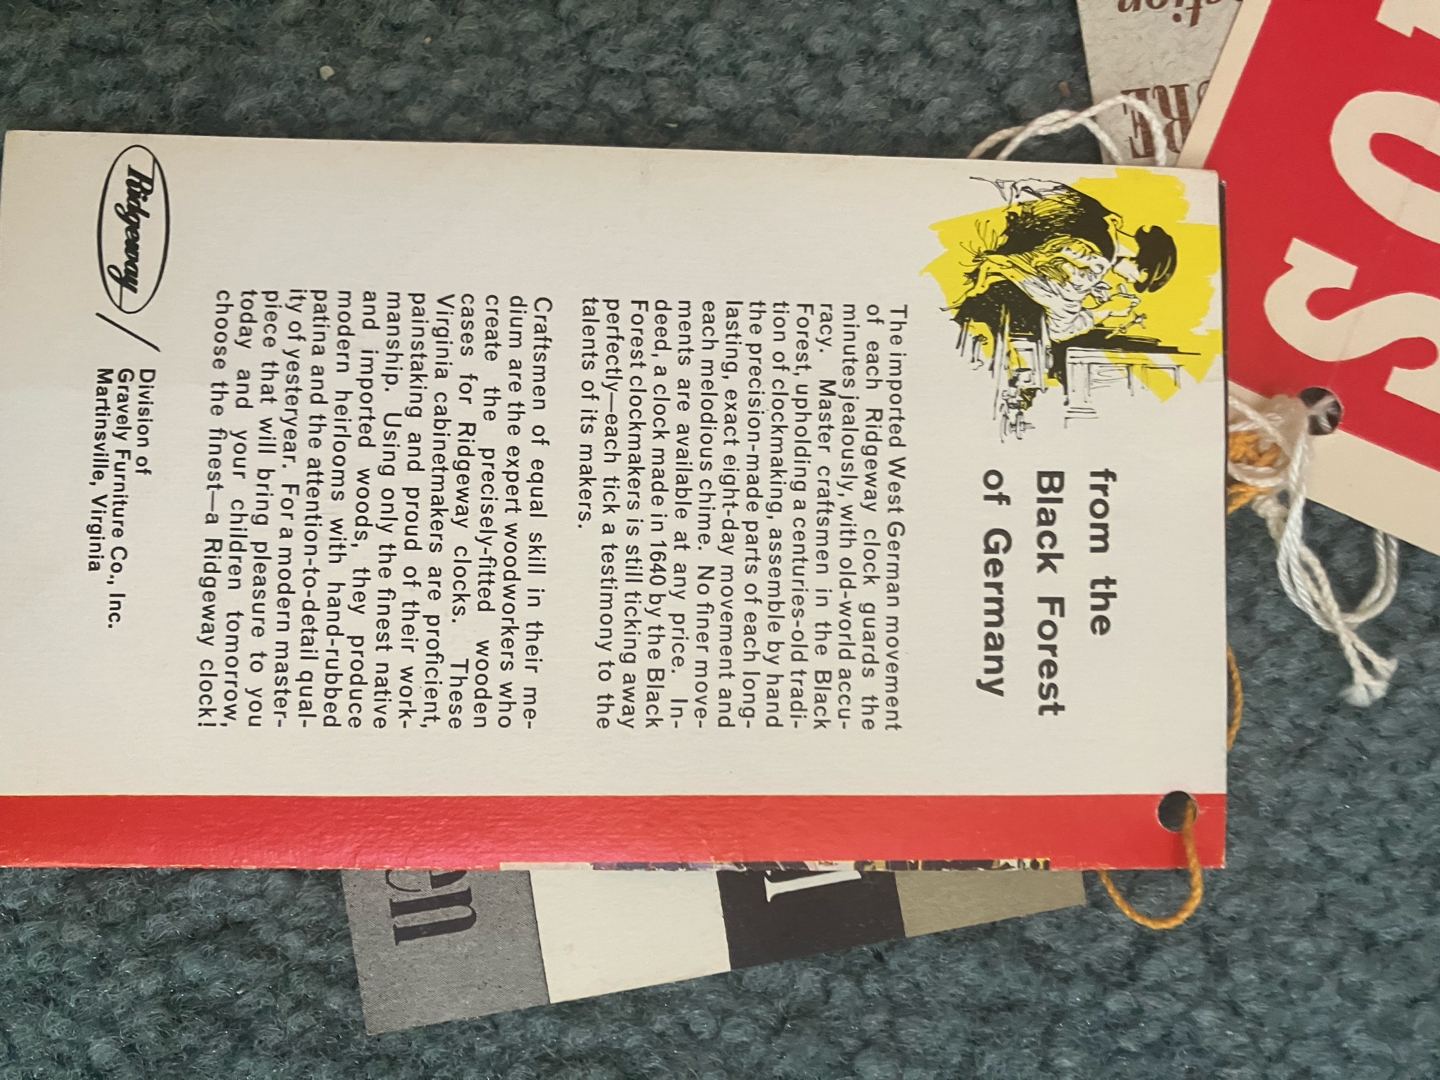 from the
Black Forest
of Germany
The imported West German movement
of each Ridgeway clock guards the
minutes jealously, with old-world accu-
racy. Master craftsmen in the Black
Forest, upholding a centuries-old tradi-
tion of clockmaking, assemble by hand
the precision-made parts of each long-
lasting, exact eight-day movement and
each melodious chime. No finer move-
ments are available at any price. In-
deed, a clock made in 1640 by the Black
Forest clockmakers is still ticking away
perfectly—each tick a testimony to the
talents of its makers.
Craftsmen of equal skill in their me-
dium are the expert woodworkers who
create the precisely-fitted wooden
cases for Ridgeway clocks. These
Virginia cabinetmakers are proficient,
painstaking and proud of their work-
manship. Using only the finest native
and imported woods, they produce
modern heirlooms with hand-rubbed
patina and the attention-to-detail qual-
ity of yesteryear. For a modern master-
piece that will bring pleasure to you
today and your children tomorrow,
choose the finest—a Ridgeway clock!
Ridgeway
Division of
Gravely Furniture Co., Inc.
Martinsville, Virginia